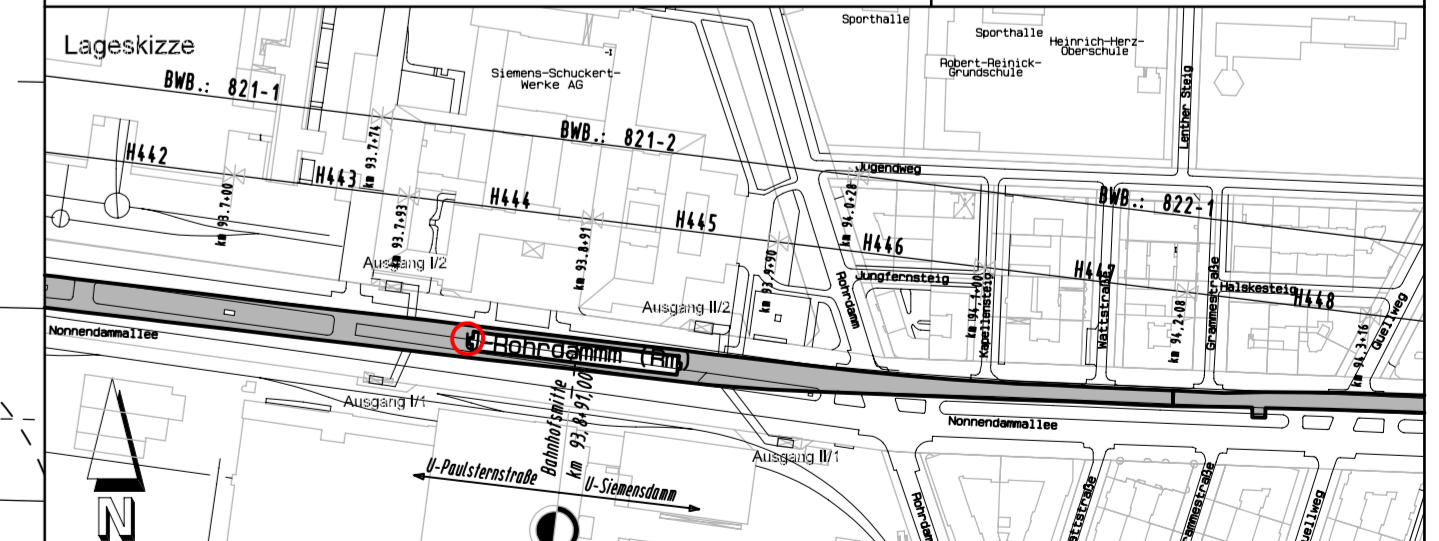 Lageskizze
Sporthalle
Sporthalle
Heinrich-Herz-
Oberschule
Robert-Reinick-
Grundschule
Siemens-Schuckert-
Werke AG
BWB.: 821-1
BWB.: 821-2
BWB.: 822-1
Lenther Steig
Jugendweg
H442
H443
H444
H445
H446
H448
km 93.7+00
km 93.7+74
km 93.7+93
km 93.8+91
km 93.9+90
km 94.0+28
km 94.1+00
km 94.2+08
km 94.3+16
Ausgang I/2
Ausgang II/2
Rohrdamm
Jungfernsteig
Kapellensteig
Wattstraße
Grammestraße
Halskesteig
Quellweg
Nonnendammallee
-Rohrdammm (Rm
Ausgang I/1
Bahnhofsmitte
km 93,8+91,00
Nonnendammallee
Ausgang II/1
U-Paulsternstraße
U-Siemensdamm
N
Rohrdam
attstraße
rammestraße
uellweg